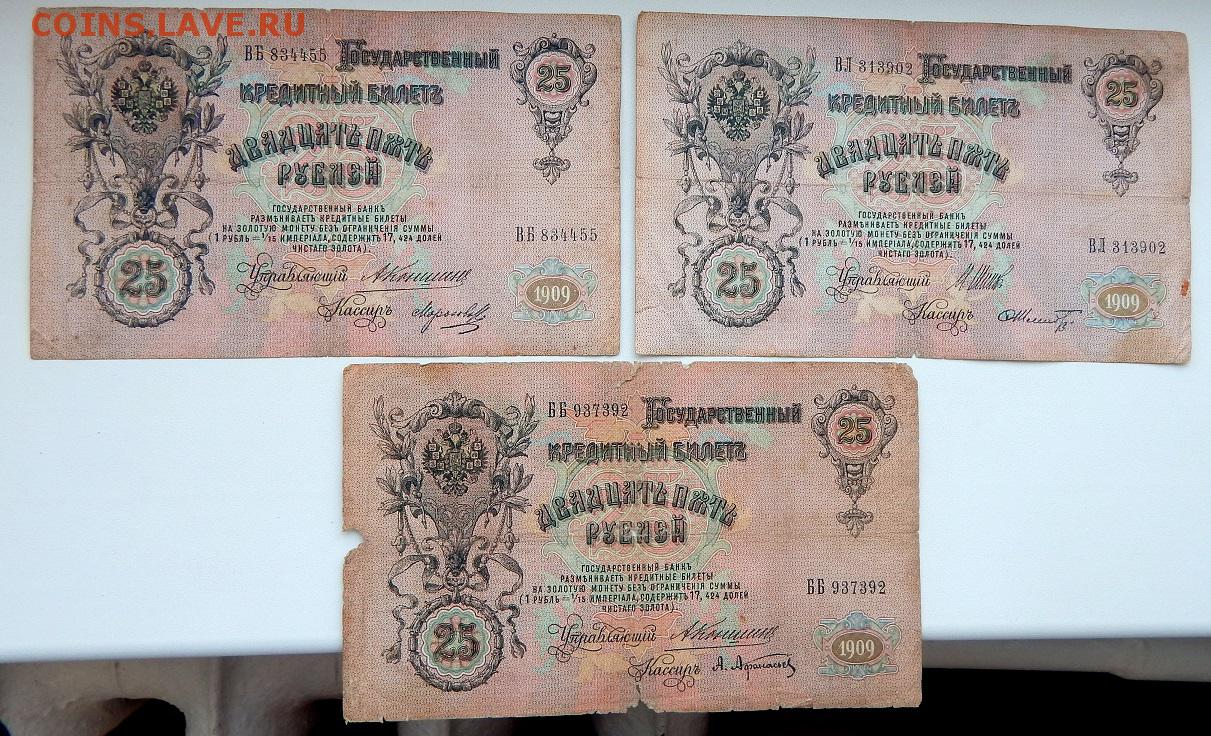 COINS.LAVE.RU
ВБ 834455 Государственный
25
Кредитный Билетъ
Двадцать Пять
Рублей
ГОСУДАРСТВЕННЫЙ БАНКЪ
РАЗМѢНИВАЕТЪ КРЕДИТНЫЕ БИЛЕТЫ
НА ЗОЛОТУЮ МОНЕТУ БЕЗЪ ОГРАНИЧЕНІЯ СУММЫ
(1 РУБЛЬ = 1/15 ИМПЕРІАЛА, СОДЕРЖИТЪ 17, 424 ДОЛЕЙ
ЧИСТАГО ЗОЛОТА).
ВБ 834455
25
Управляющій
Кассиръ
1909
ВЛ 313902 Государственный
25
Кредитный Билетъ
Двадцать Пять
Рублей
ГОСУДАРСТВЕННЫЙ БАНКЪ
РАЗМѢНИВАЕТЪ КРЕДИТНЫЕ БИЛЕТЫ
НА ЗОЛОТУЮ МОНЕТУ БЕЗЪ ОГРАНИЧЕНІЯ СУММЫ
(1 РУБЛЬ = 1/15 ИМПЕРІАЛА, СОДЕРЖИТЪ 17, 424 ДОЛЕЙ
ЧИСТАГО ЗОЛОТА).
ВЛ 313902
25
Управляющій
Кассиръ
1909
ББ 937392 Государственный
25
Кредитный Билетъ
Двадцать Пять
Рублей
ГОСУДАРСТВЕННЫЙ БАНКЪ
РАЗМѢНИВАЕТЪ КРЕДИТНЫЕ БИЛЕТЫ
НА ЗОЛОТУЮ МОНЕТУ БЕЗЪ ОГРАНИЧЕНІЯ СУММЫ
(1 РУБЛЬ = 1/15 ИМПЕРІАЛА, СОДЕРЖИТЪ 17, 424 ДОЛЕЙ
ЧИСТАГО ЗОЛОТА).
ББ 937392
25
Управляющій
Кассиръ А. Афанасьев
1909